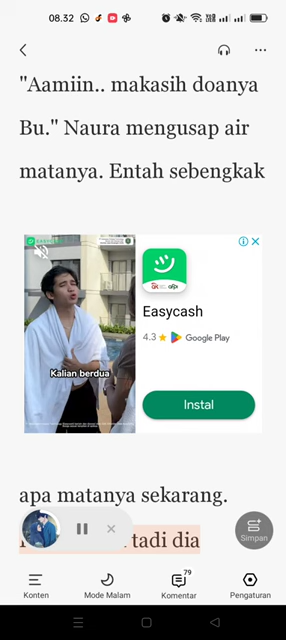 08.32
"Aamiin.. makasih doanya
Bu." Naura mengusap air
matanya. Entah sebengkak
Kalian berdua
Easycash
4.3 Google Play
Instal
apa matanya sekarang.
tadi dia
Simpan
79
Konten
Mode Malam
Komentar
Pengaturan